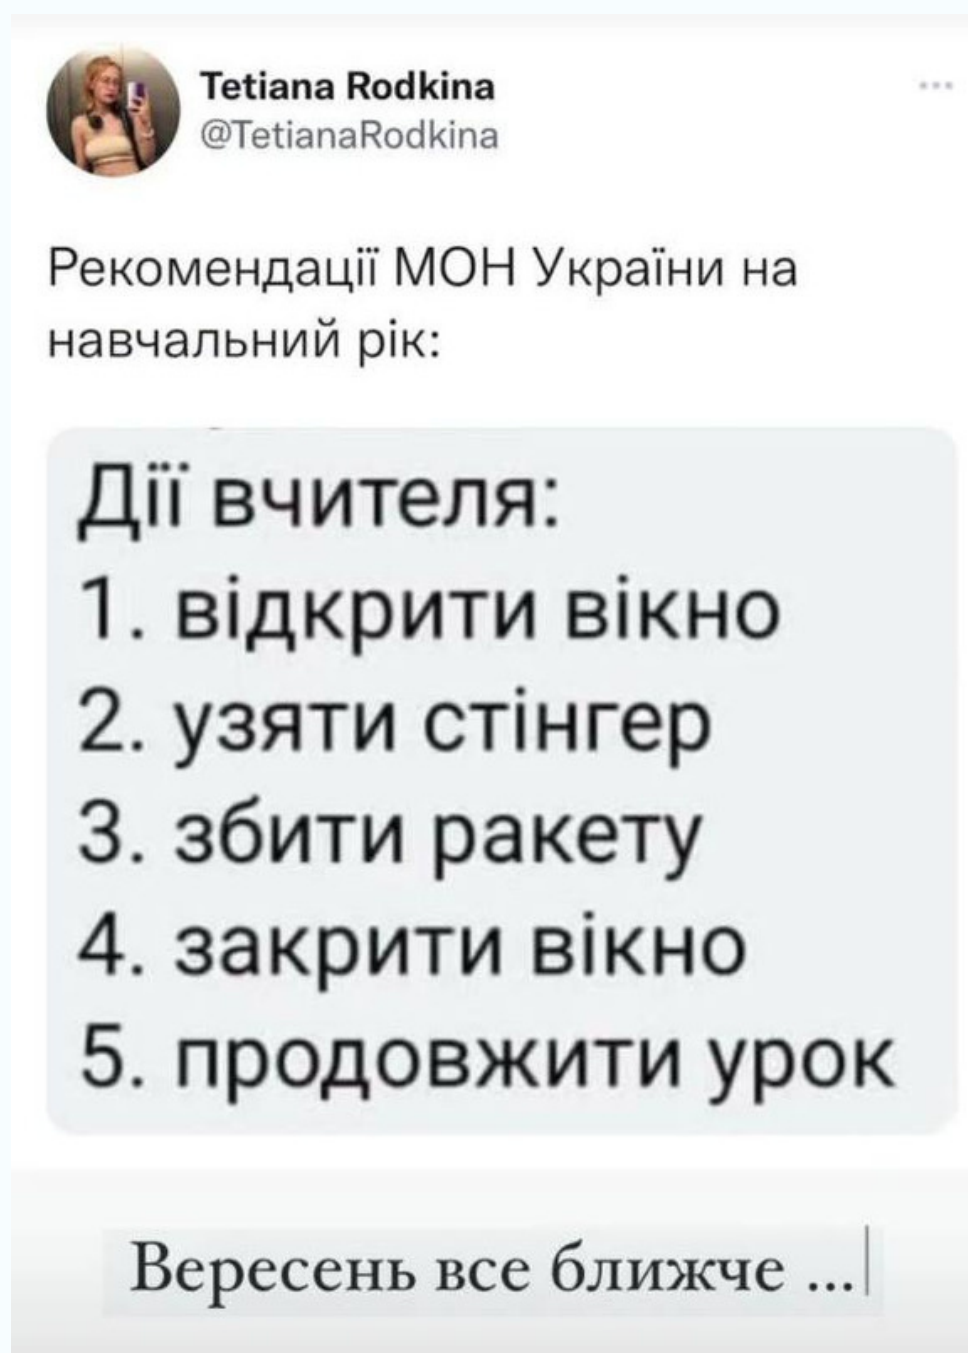 Tetiana Rodkina
@TetianaRodkina
Рекомендації МОН України на
навчальний рік:
Дії вчителя:
1. відкрити вікно
2. узяти стінгер
3. збити ракету
4. закрити вікно
5. продовжити урок
Вересень все ближче ...